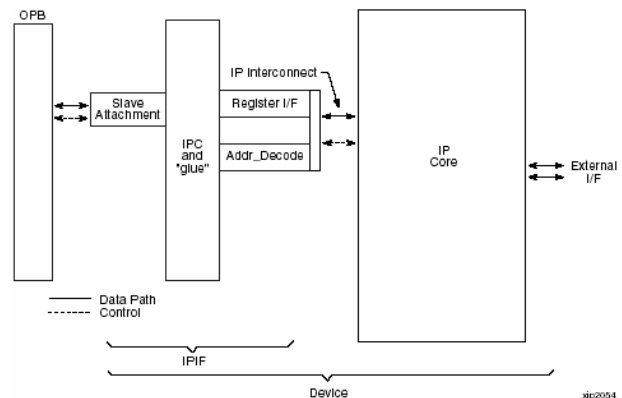 OPB
IP Interconnect
Slave
Attachment
Register I/F
IPC
and
"glue"
Addr_Decode
IP
Core
External
I/F
Data Path
Control
IPIF
Device
xip2054